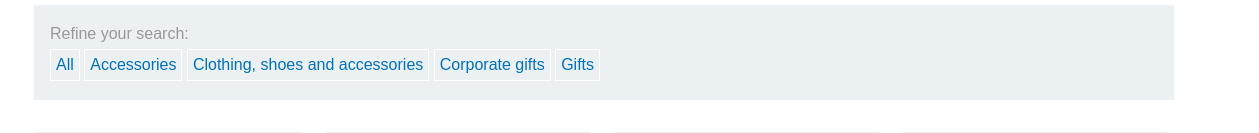 Refine your search:
All Accessories Clothing, shoes and accessories Corporate gifts Gifts